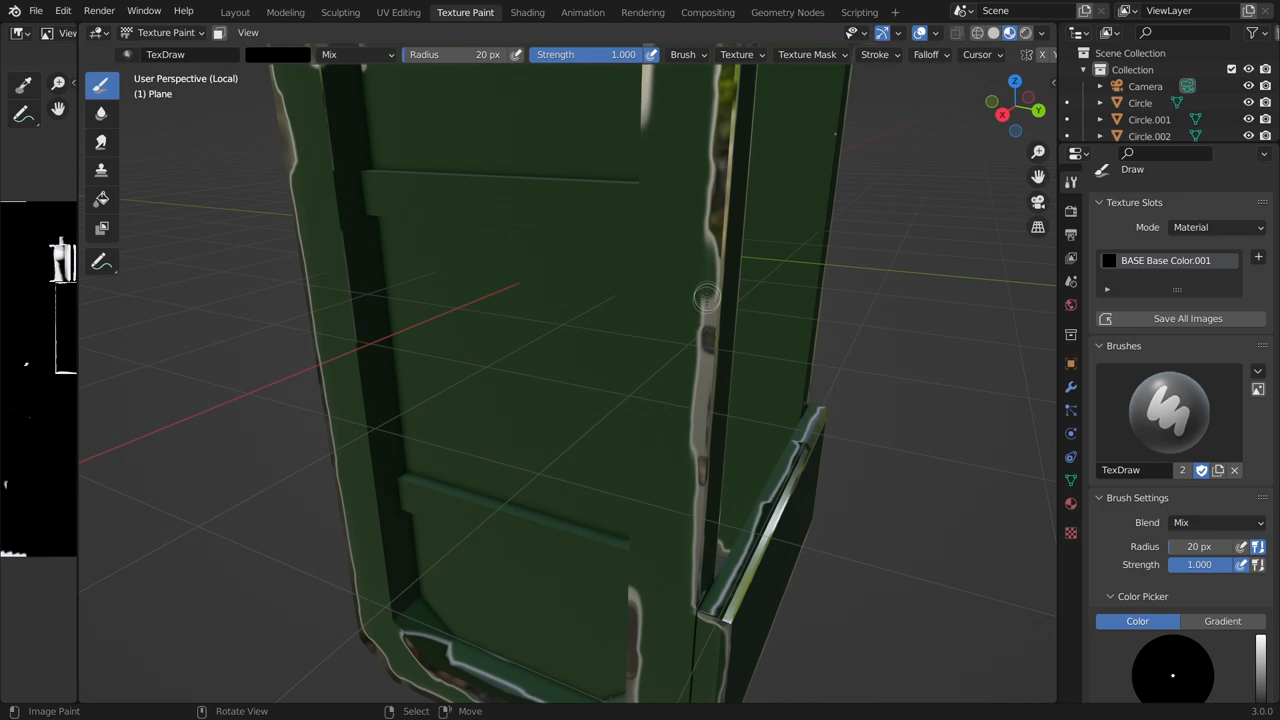 File Edit Render Window Help Layout Modeling Sculpting UV Editing Texture Paint Shading Animation Rendering Compositing Geometry Nodes Scripting Scene ViewLayer
Texture Paint View
TexDraw Mix Radius 20 px Strength 1.000 Brush Texture Texture Mask Stroke Falloff Cursor X
User Perspective (Local)
(1) Plane
Z
Y
X
Scene Collection
Collection
Camera
Circle
Circle.001
Circle.002
Draw
Texture Slots
Mode Material
BASE Base Color.001
Save All Images
Brushes
TexDraw 2
Brush Settings
Blend Mix
Radius 20 px
Strength 1.000
Color Picker
Color Gradient
Image Paint Rotate View Select Move 3.0.0